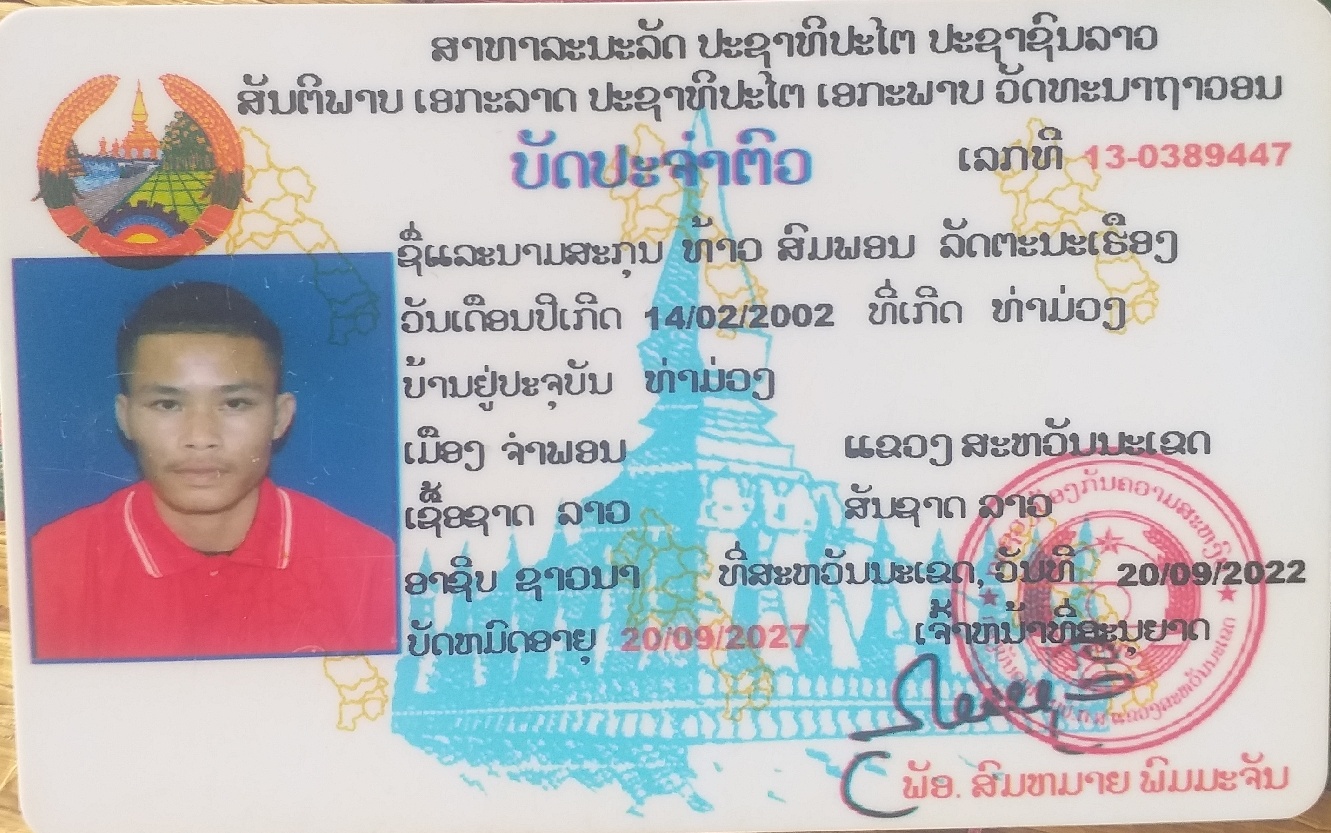 ສາທາລະນະລັດ ປະຊາທິປະໄຕ ປະຊາຊົນລາວ
ສັນຕິພາບ ເອກະລາດ ປະຊາທິປະໄຕ ເອກະພາບ ວັດທະນາຖາວອນ
ບັດປະຈຳຕົວ ເລກທີ 13-0389447
ຊື່ແລະນາມສະກຸນ ທ້າວ ສົມພອນ ລັດຕະນະເຮືອງ
ວັນເດືອນປີເກີດ 14/02/2002 ທີ່ເກີດ ທ່າມ່ວງ
ບ້ານຢູ່ປະຈຸບັນ ທ່າມ່ວງ
ເມືອງ ຈຳພອນ ແຂວງ ສະຫວັນນະເຂດ
ເຊື້ອຊາດ ລາວ ສັນຊາດ ລາວ
ອາຊີບ ຊາວນາ ທີ່ສະຫວັນນະເຂດ, ວັນທີ 20/09/2022
ບັດຫມົດອາຍຸ 20/09/2027 ເຈົ້າຫນ້າທີ່ອະນຸຍາດ
ພັອ. ສົມຫມາຍ ພິມມະຈັນ